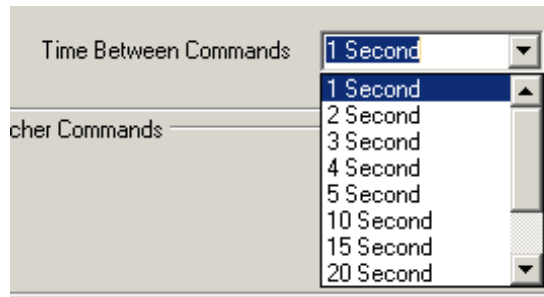 Time Between Commands 1 Second
1 Second
2 Second
cher Commands
3 Second
4 Second
5 Second
10 Second
15 Second
20 Second